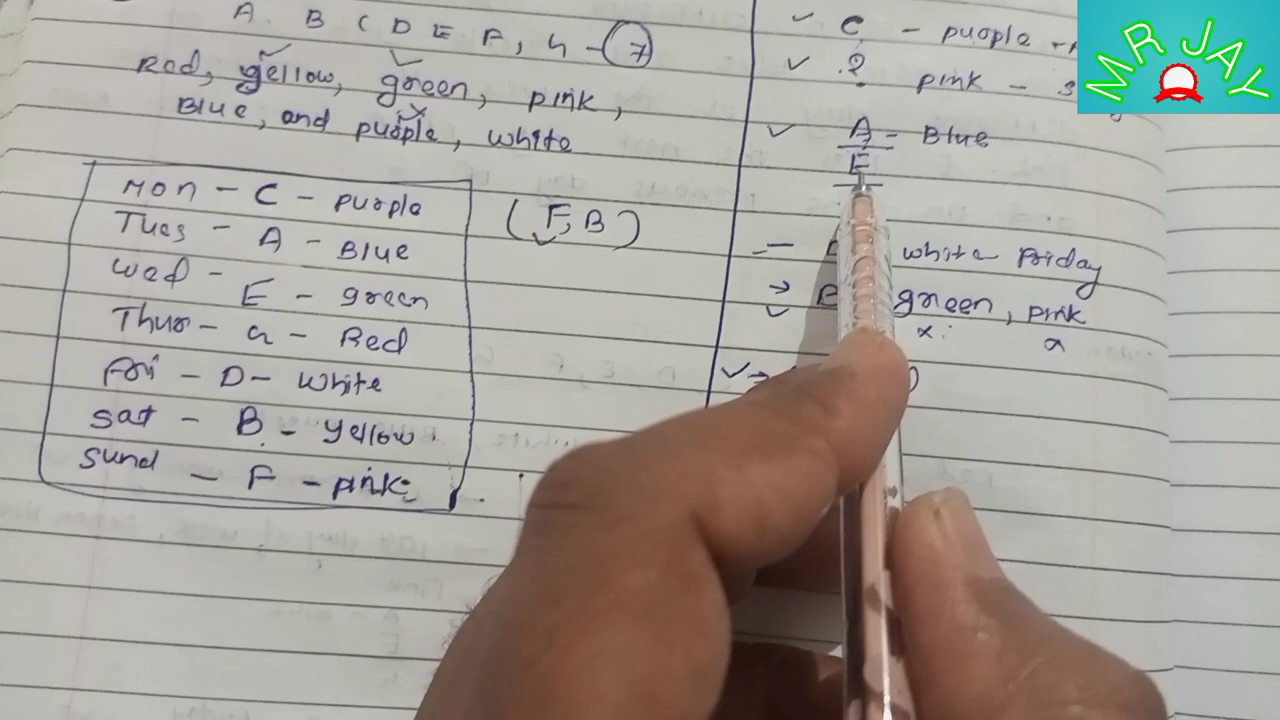 A B C D E F, G - 7
Red, yellow, green, pink,
Blue, and purple, white
Mon - C - purple
Tues - A - Blue
Wed - E - green
Thur - G - Red
Fri - D - white
Sat - B - yellow
Sund - F - pink
(F, B)
C - purple
? pink - S
A - Blue
E
white Friday
B green, pink
x x
MR JAY